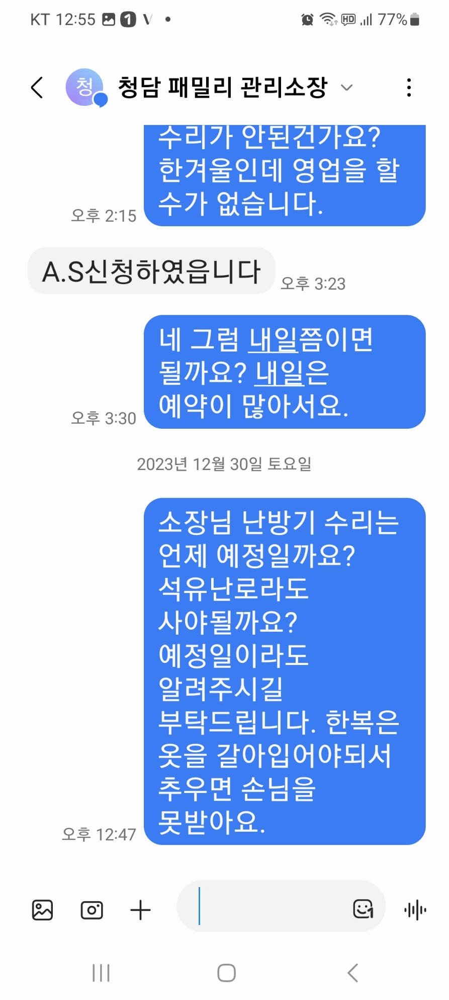 KT 12:55
HD 77%
청 청담 패밀리 관리소장
수리가 안된건가요?
한겨울인데 영업을 할
수가 없습니다.
오후 2:15
A.S신청하였읍니다
오후 3:23
네 그럼 내일쯤이면
될까요? 내일은
예약이 많아서요.
오후 3:30
2023년 12월 30일 토요일
소장님 난방기 수리는
언제 예정일까요?
석유난로라도
사야될까요?
예정일이라도
알려주시길
부탁드립니다. 한복은
옷을 갈아입어야되서
추우면 손님을
못받아요.
오후 12:47